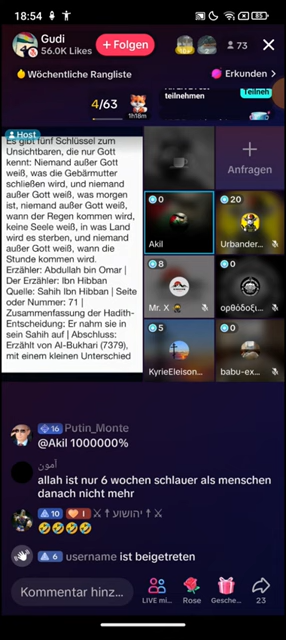 18:54
85
Gudi
56.0K Likes
+ Folgen
73
Wöchentliche Rangliste
Erkunden >
4/63
1h16m
teilnehmen
Teiln
Host
Es gibt fünf Schlüssel zum
Unsichtbaren, die nur Gott
kennt: Niemand außer Gott
weiß, was die Gebärmutter
schließen wird, und niemand
außer Gott weiß, was morgen
ist, niemand außer Gott weiß,
wann der Regen kommen wird,
keine Seele weiß, in was Land
wird es sterben, und niemand
außer Gott weiß, wann die
Stunde kommen wird.
Erzähler: Abdullah bin Omar |
Der Erzähler: Ibn Hibban
Quelle: Sahih Ibn Hibban | Seite
oder Nummer: 71 |
Zusammenfassung der Hadith-
Entscheidung: Er nahm sie in
sein Sahih auf | Abschluss:
Erzählt von Al-Bukhari (7379),
mit einem kleinen Unterschied
+
Anfragen
0
Akil
20
Urbander...
8
Mr. X
0
ορθόδοξι...
5
KyrieEleison...
0
babu-ex...
16 Putin_Monte
@Akil 1000000%
آمون
allah ist nur 6 wochen schlauer als menschen
danach nicht mehr
10 I ⚔ † יהושוע † ⚔
🤣🤣🤣🤣
6 username ist beigetreten
Kommentar hinz...
LIVE mi...
Rose
Gesche...
23